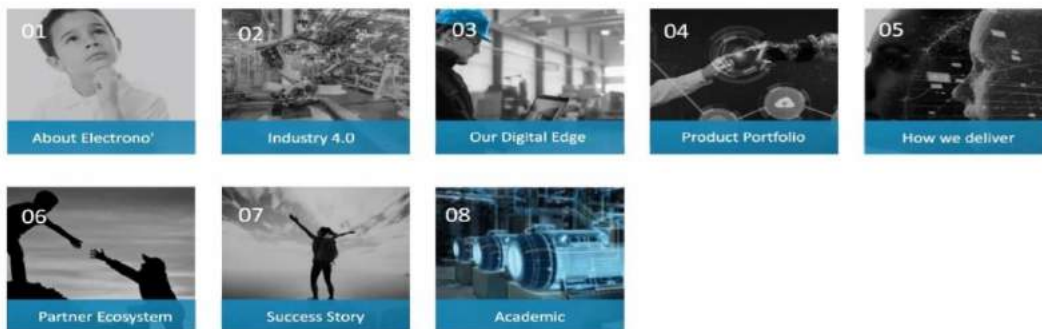 01
About Electrono'
02
Industry 4.0
03
Our Digital Edge
04
Product Portfolio
05
How we deliver
06
Partner Ecosystem
07
Success Story
08
Academic